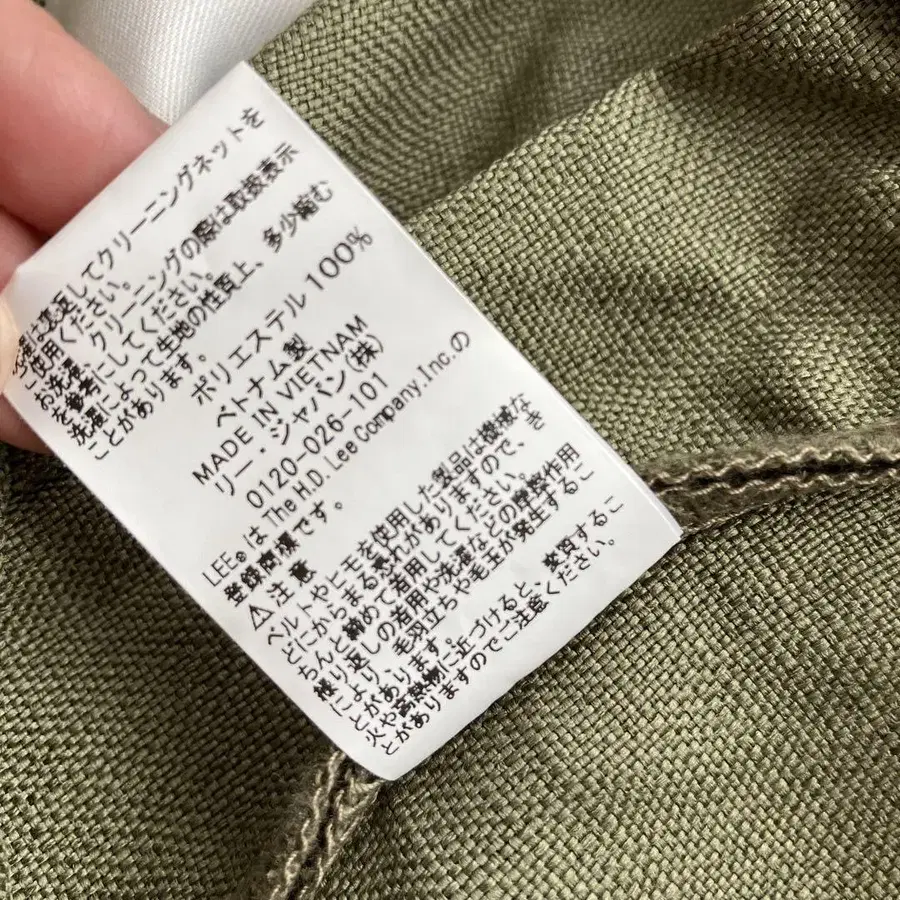 は裏返してクリーニングネットを
ご使用ください。
お洗濯、クリーニングの際は取扱表示
を参考にしてください。
洗濯によって生地の性質上、多少縮む
ことがあります。
ポリエステル 100%
ベトナム製
MADE IN VIETNAM
リー・ジャパン(株)
0120-026-101
LEE® は The H.D. Lee Company, Inc. の
登録商標です。
⚠注 意
ベルトやヒモを使用した製品は機械な
どにからまる恐れがありますので、き
ちんと締めて着用してください。
繰り返しの着用や洗濯などの摩擦作用
により、毛羽立ちや毛玉が発生するこ
とがあります。
火や高熱物に近づけると、変質するこ
とがありますのでご注意ください。